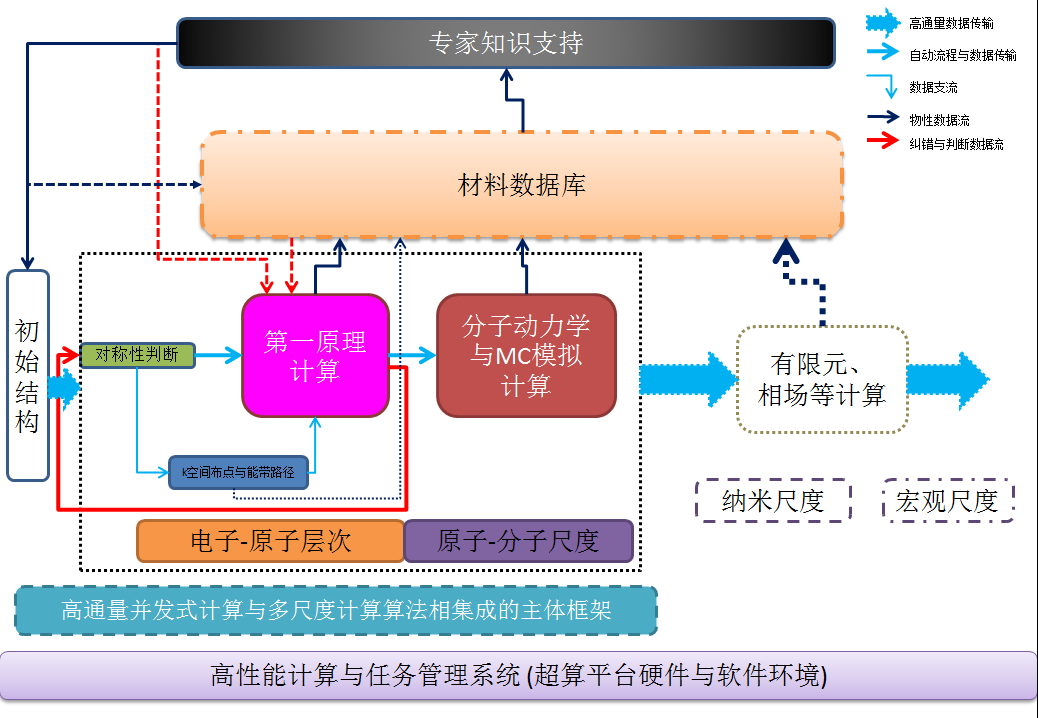 专家知识支持
高通量数据传输
自动流程与数据传输
数据支流
物性数据流
纠错与判断数据流
材料数据库
初
始
结
构
对称性判断
第一原理
计算
分子动力学
与MC模拟
计算
有限元、
相场等计算
K空间布点与能带路径
纳米尺度
宏观尺度
电子-原子层次
原子-分子尺度
高通量并发式计算与多尺度计算算法相集成的主体框架
高性能计算与任务管理系统 (超算平台硬件与软件环境)